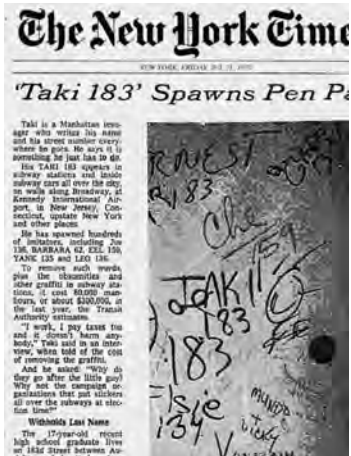 The New York Time
'Taki 183' Spawns Pen Pa
Taki is a Manhattan teen-
ager who writes his name
and his street number every-
where he goes. He says it is
something he just has to do.
His TAKI 183 appears in
subway stations and inside
subway cars all over the city,
on walls along Broadway, at
Kennedy International Air-
port, in New Jersey, Con-
necticut, upstate New York
and other places.
He has spawned hundreds
of imitators, including Joe
136, BARBARA 62, EEL 159,
YANK 135 and LEO 136.
To remove such words,
plus the obscenities and
other graffiti in subway sta-
tions, it cost 80,000 man-
hours, or about $300,000, in
the last year, the Transit
Authority estimates.
"I work, I pay taxes too
and it doesn't harm any-
body," Taki said in an inter-
view, when told of the cost
of removing the graffiti.
And he asked: "Why do
they go after the little guy?
Why not the campaign or-
ganizations that put stickers
all over the subways at elec-
tion time?"
Withholds Last Name
The 17-year-old recent
high school graduate lives
on 183d Street between Au-
183
TAKI
183
183
Elsie
134